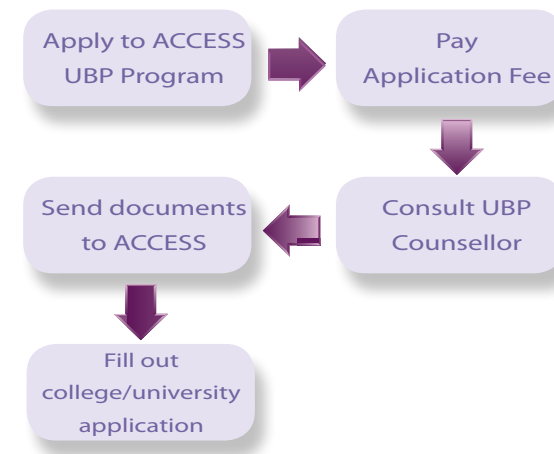 Apply to ACCESS
UBP Program
Pay
Application Fee
Consult UBP
Counsellor
Send documents
to ACCESS
Fill out
college/university
application